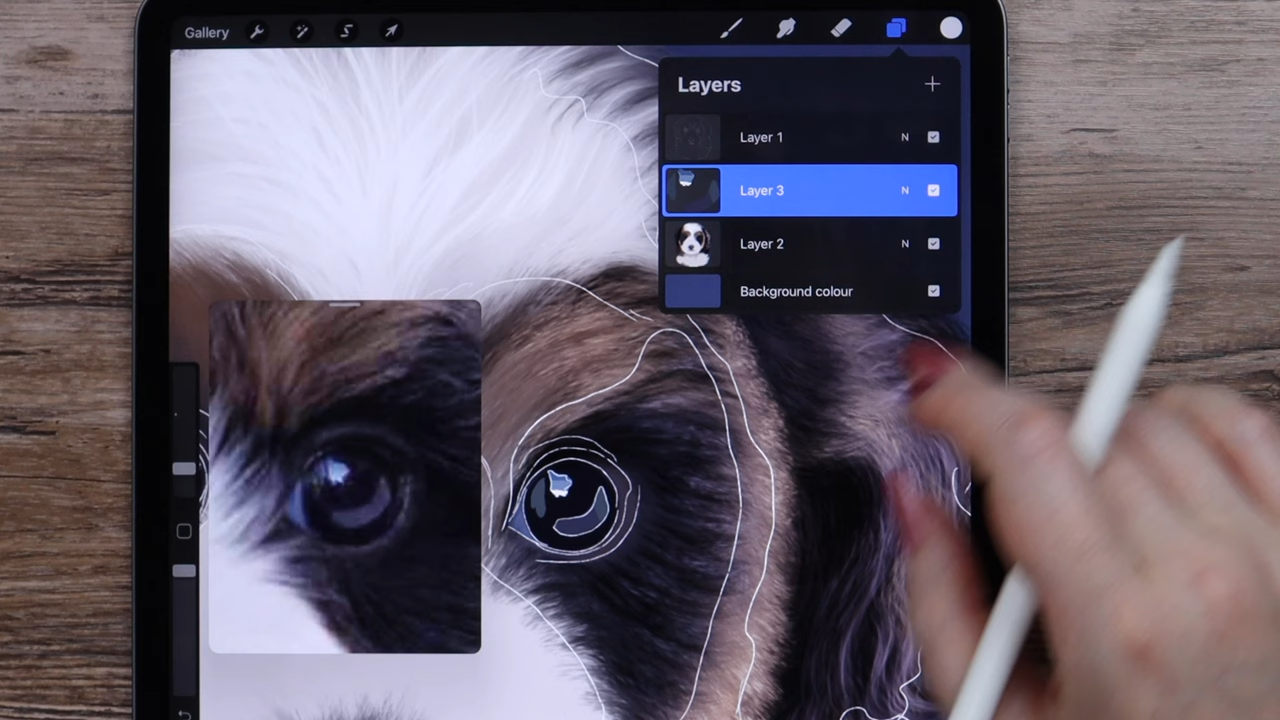 Gallery
Layers
Layer 1 N
Layer 3 N
Layer 2 N
Background colour